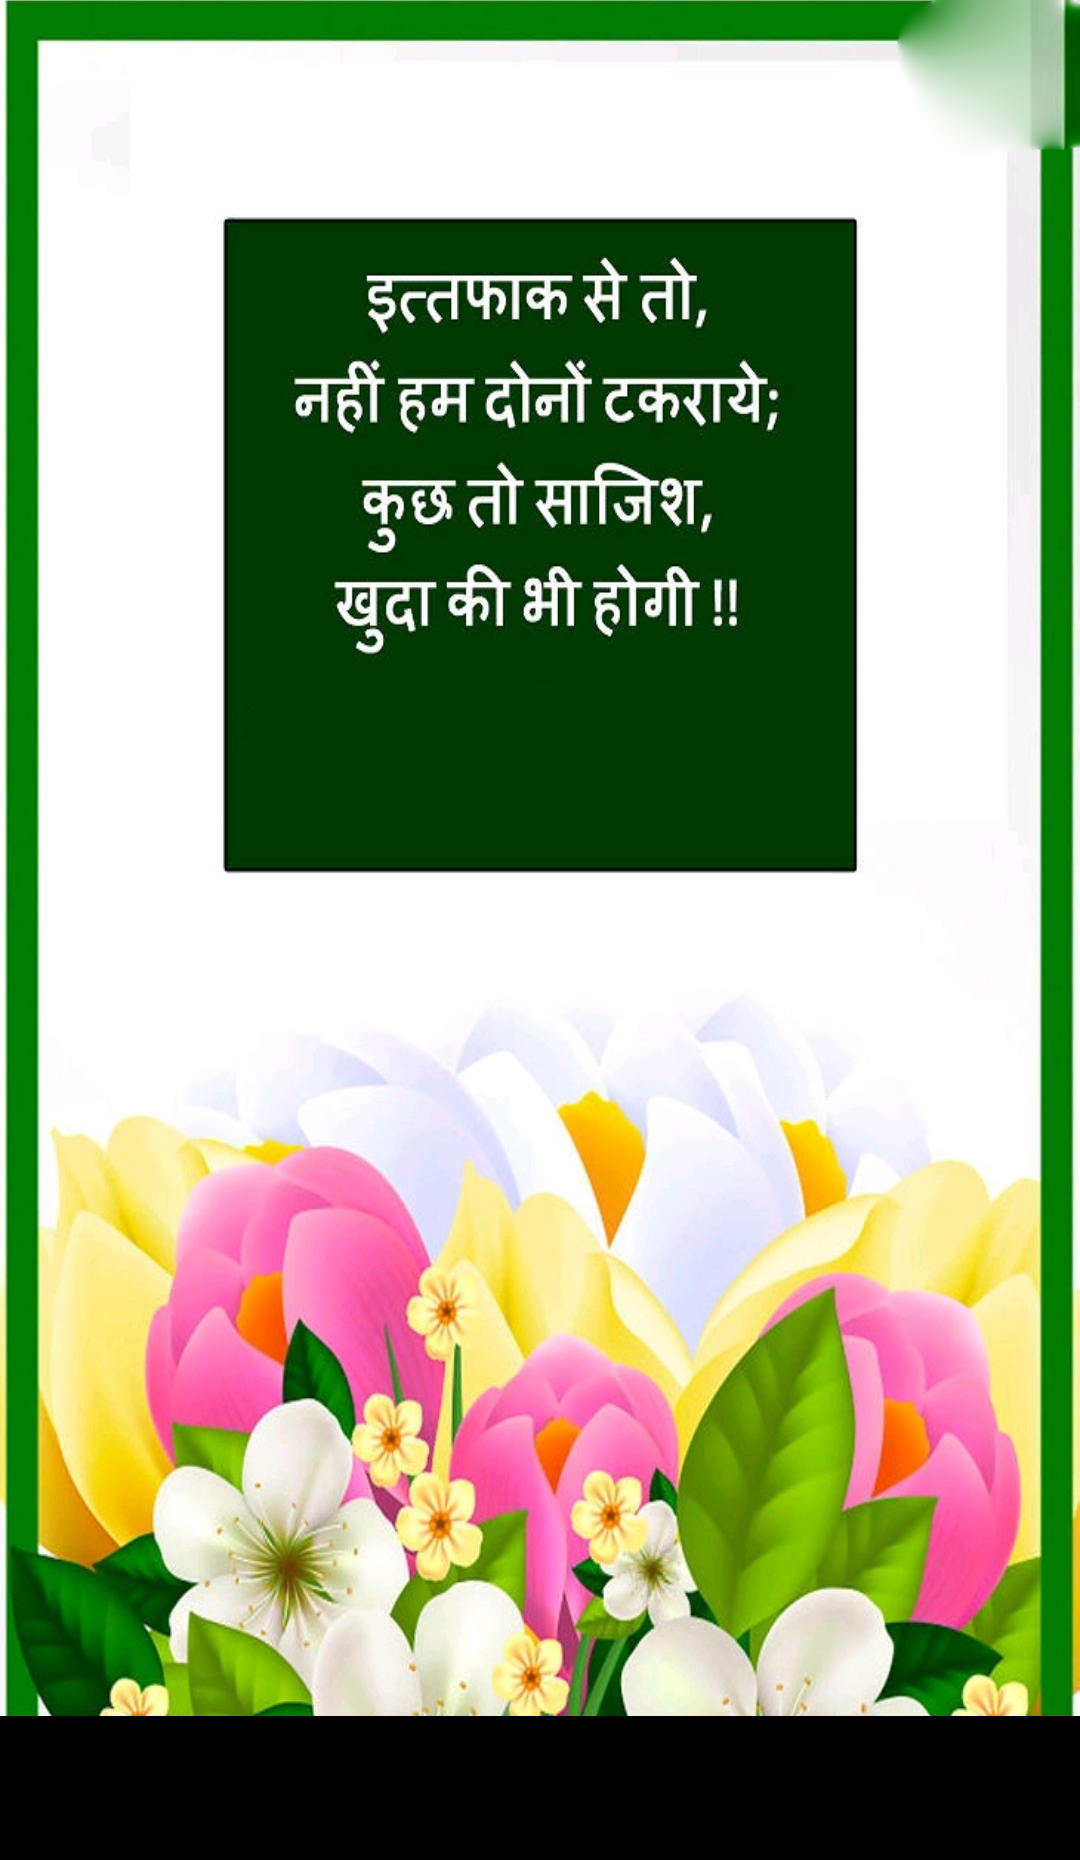 इत्तफाक से तो,
नहीं हम दोनों टकराये;
कुछ तो साजिश,
खुदा की भी होगी !!